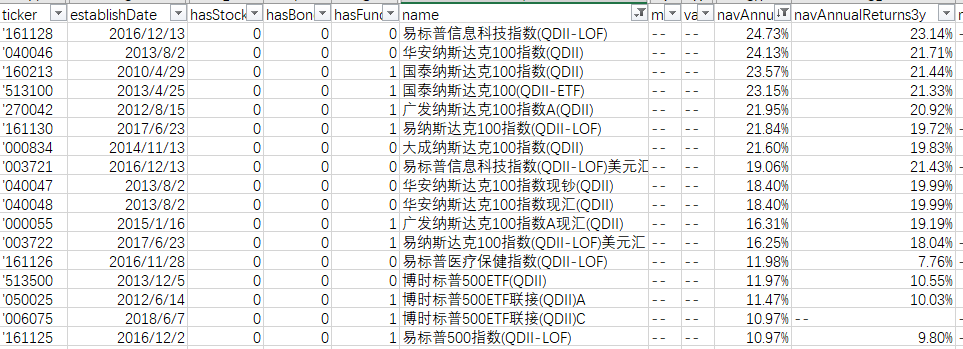 ticker establishDate hasStock hasBon hasFund name m va navAnnu navAnnualReturns3y n
'161128 2016/12/13 0 0 0 易标普信息科技指数(QDII-LOF) -- -- 24.73% 23.14% -
'040046 2013/8/2 0 0 0 华安纳斯达克100指数(QDII) -- -- 24.13% 21.71%
'160213 2010/4/29 0 0 1 国泰纳斯达克100指数(QDII) -- -- 23.57% 21.44%
'513100 2013/4/25 0 0 1 国泰纳斯达克100(QDII-ETF) -- -- 23.15% 21.33%
'270042 2012/8/15 0 0 1 广发纳斯达克100指数A(QDII) -- -- 21.95% 20.92%
'161130 2017/6/23 0 0 1 易纳斯达克100指数(QDII-LOF) -- -- 21.84% 19.72% -
'000834 2014/11/13 0 0 0 大成纳斯达克100指数(QDII) -- -- 21.60% 19.83%
'003721 2016/12/13 0 0 0 易标普信息科技指数(QDII-LOF)美元汇 -- -- 19.06% 21.43% -
'040047 2013/8/2 0 0 0 华安纳斯达克100指数现钞(QDII) -- -- 18.40% 19.99%
'040048 2013/8/2 0 0 0 华安纳斯达克100指数现汇(QDII) -- -- 18.40% 19.99%
'000055 2015/1/16 0 0 1 广发纳斯达克100指数A现汇(QDII) -- -- 16.31% 19.19%
'003722 2017/6/23 0 0 1 易纳斯达克100指数(QDII-LOF)美元汇 -- -- 16.25% 18.04% -
'161126 2016/11/28 0 0 0 易标普医疗保健指数(QDII-LOF) -- -- 11.98% 7.76% -
'513500 2013/12/5 0 0 0 博时标普500ETF(QDII) -- -- 11.97% 10.55%
'050025 2012/6/14 0 0 1 博时标普500ETF联接(QDII)A -- -- 11.47% 10.03%
'006075 2018/6/7 0 0 1 博时标普500ETF联接(QDII)C -- -- 10.97% -- -
'161125 2016/12/2 0 0 1 易标普500指数(QDII-LOF) -- -- 10.97% 9.80% -